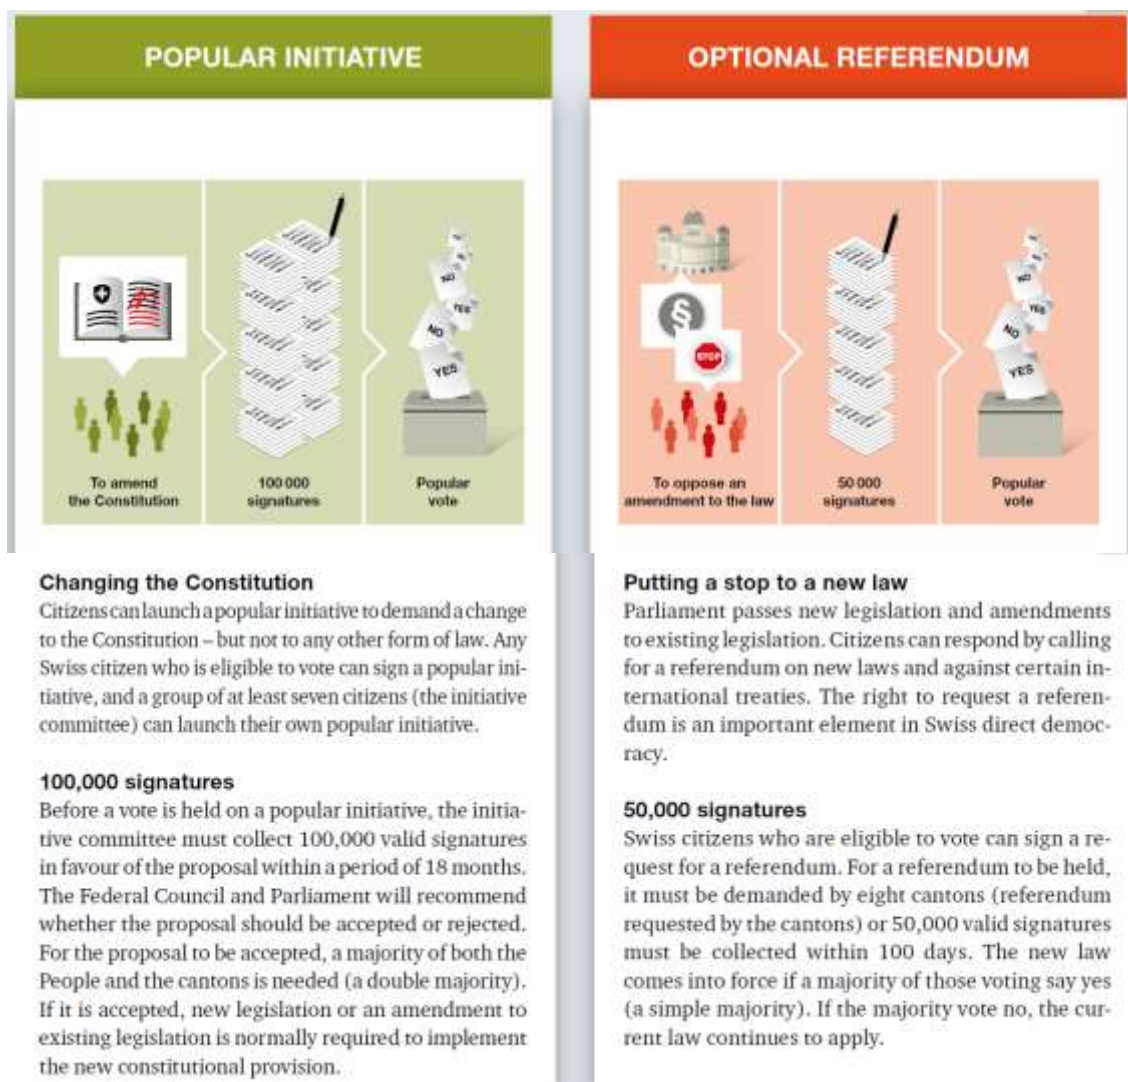 POPULAR INITIATIVE
To amend
the Constitution
100 000
signatures
NO
YES
NO
YES
Popular
vote
Changing the Constitution
Citizens can launch a popular initiative to demand a change
to the Constitution – but not to any other form of law. Any
Swiss citizen who is eligible to vote can sign a popular ini-
tiative, and a group of at least seven citizens (the initiative
committee) can launch their own popular initiative.
100,000 signatures
Before a vote is held on a popular initiative, the initia-
tive committee must collect 100,000 valid signatures
in favour of the proposal within a period of 18 months.
The Federal Council and Parliament will recommend
whether the proposal should be accepted or rejected.
For the proposal to be accepted, a majority of both the
People and the cantons is needed (a double majority).
If it is accepted, new legislation or an amendment to
existing legislation is normally required to implement
the new constitutional provision.
OPTIONAL REFERENDUM
§
STOP
To oppose an
amendment to the law
50 000
signatures
NO
YES
NO
YES
Popular
vote
Putting a stop to a new law
Parliament passes new legislation and amendments
to existing legislation. Citizens can respond by calling
for a referendum on new laws and against certain in-
ternational treaties. The right to request a referen-
dum is an important element in Swiss direct democ-
racy.
50,000 signatures
Swiss citizens who are eligible to vote can sign a re-
quest for a referendum. For a referendum to be held,
it must be demanded by eight cantons (referendum
requested by the cantons) or 50,000 valid signatures
must be collected within 100 days. The new law
comes into force if a majority of those voting say yes
(a simple majority). If the majority vote no, the cur-
rent law continues to apply.